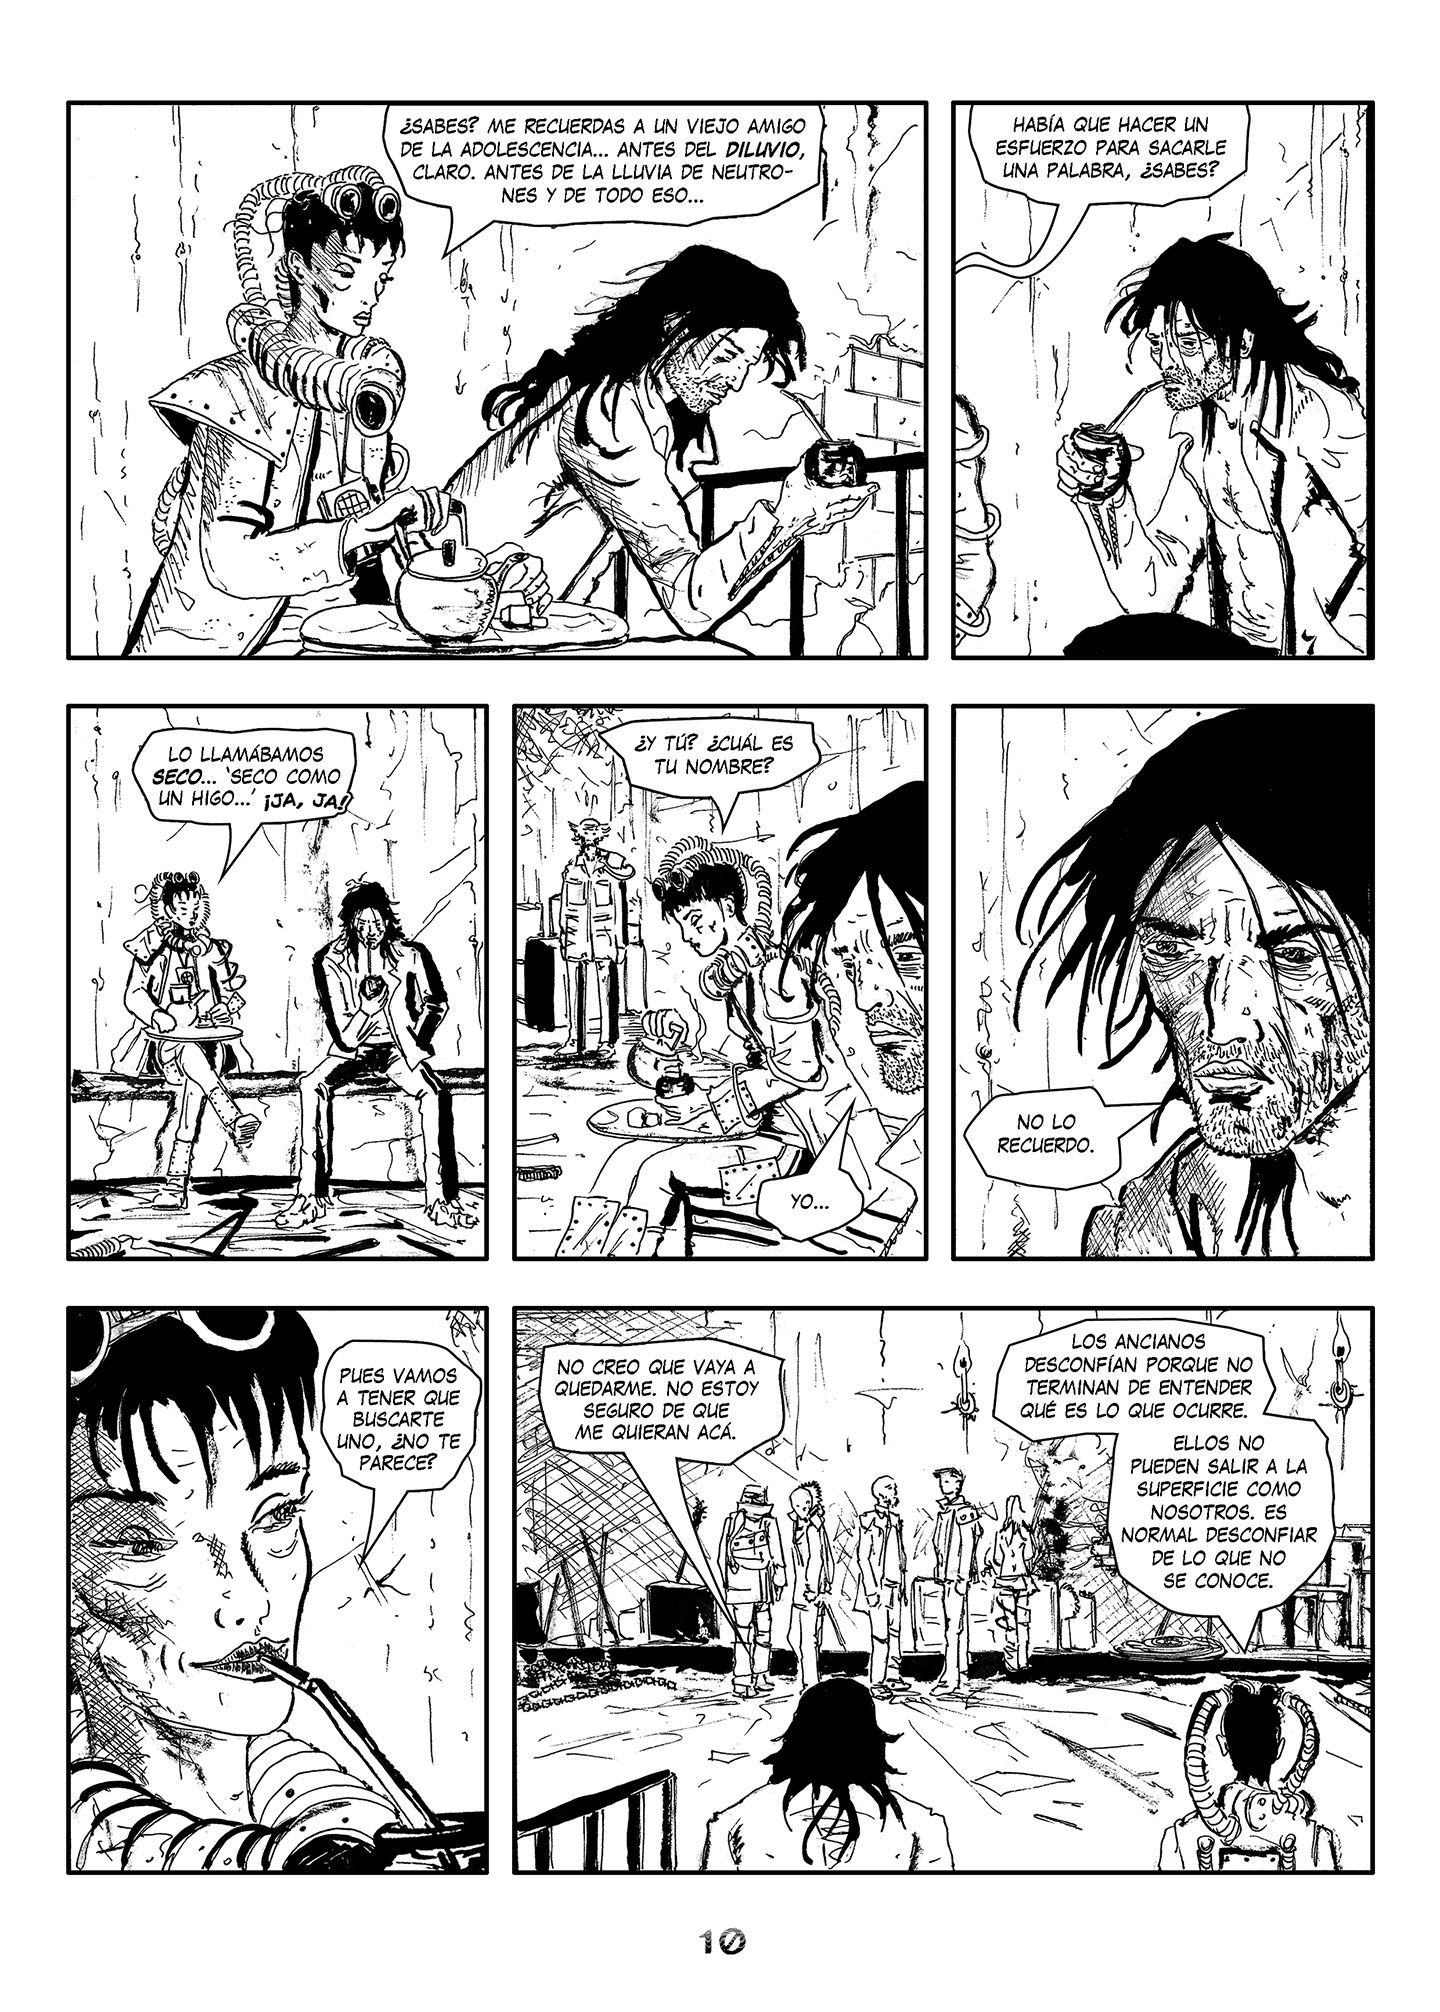 ¿SABES? ME RECUERDAS A UN VIEJO AMIGO
DE LA ADOLESCENCIA... ANTES DEL DILUVIO,
CLARO. ANTES DE LA LLUVIA DE NEUTRO-
NES Y DE TODO ESO...
HABÍA QUE HACER UN
ESFUERZO PARA SACARLE
UNA PALABRA, ¿SABES?
LO LLAMÁBAMOS
SECO... ‘SECO COMO
UN HIGO...’ ¡JA, JA!
¿Y TÚ? ¿CUÁL ES
TU NOMBRE?
YO...
NO LO
RECUERDO.
PUES VAMOS
A TENER QUE
BUSCARTE
UNO, ¿NO TE
PARECE?
NO CREO QUE VAYA A
QUEDARME. NO ESTOY
SEGURO DE QUE
ME QUIERAN ACÁ.
LOS ANCIANOS
DESCONFÍAN PORQUE NO
TERMINAN DE ENTENDER
QUÉ ES LO QUE OCURRE.
ELLOS NO
PUEDEN SALIR A LA
SUPERFICIE COMO
NOSOTROS. ES
NORMAL DESCONFIAR
DE LO QUE NO
SE CONOCE.
10